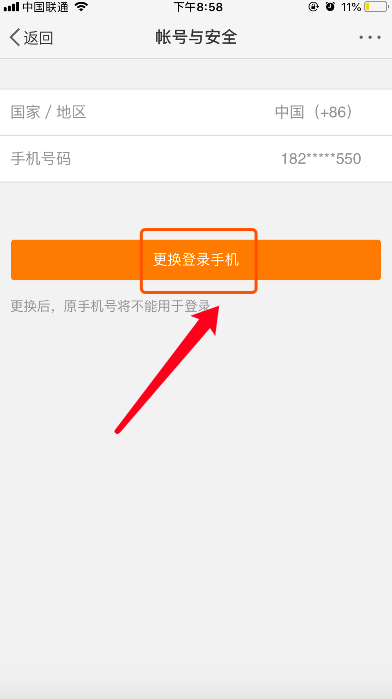 中国联通 下午8:58 11%
返回 帐号与安全
国家 / 地区 中国（+86）
手机号码 182*****550
更换登录手机
更换后，原手机号将不能用于登录